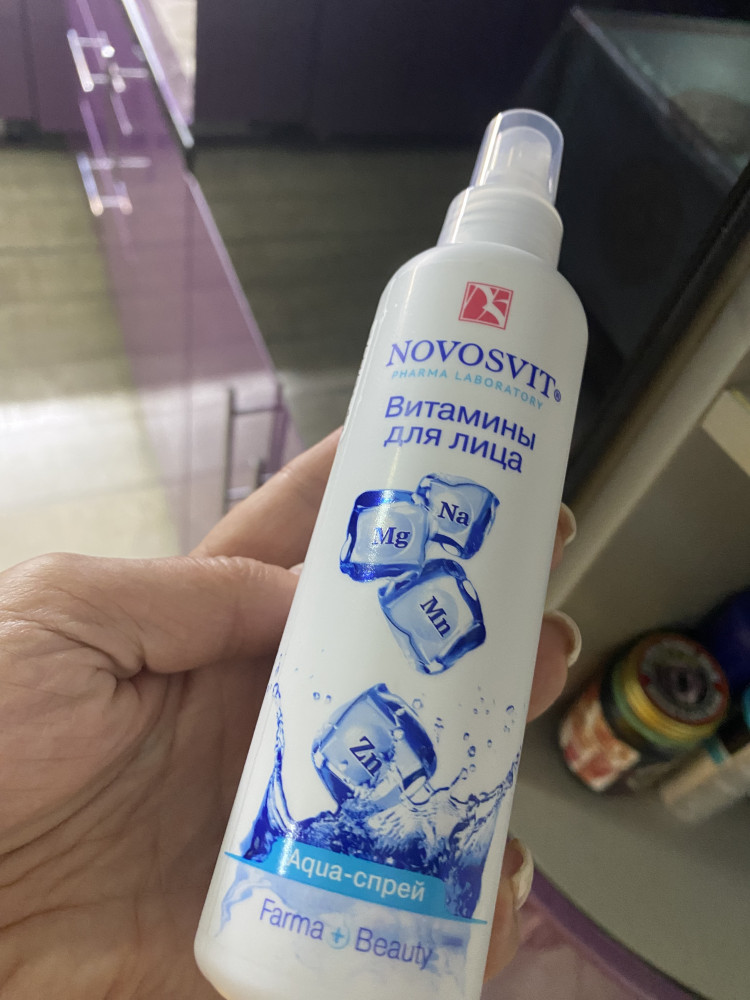 NOVOSVIT®
PHARMA LABORATORY
Витамины
для лица
Na
Mg
Mn
Zn
Aqua-спрей
Farma + Beauty